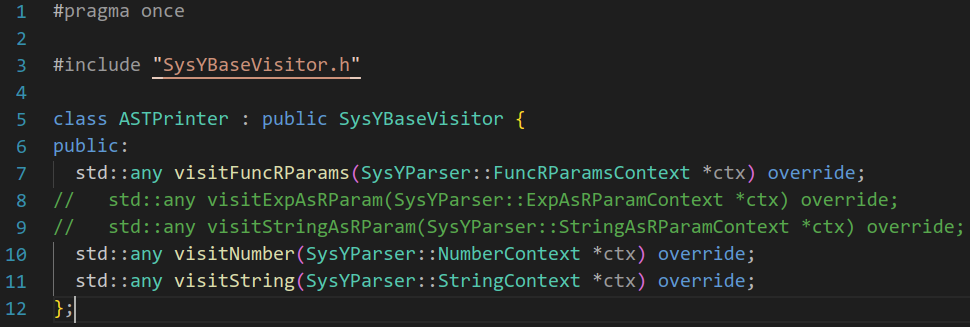 1 #pragma once
2
3 #include "SysYBaseVisitor.h"
4
5 class ASTPrinter : public SysYBaseVisitor {
6 public:
7   std::any visitFuncRParams(SysYParser::FuncRParamsContext *ctx) override;
8 //   std::any visitExpAsRParam(SysYParser::ExpAsRParamContext *ctx) override;
9 //   std::any visitStringAsRParam(SysYParser::StringAsRParamContext *ctx) override;
10   std::any visitNumber(SysYParser::NumberContext *ctx) override;
11   std::any visitString(SysYParser::StringContext *ctx) override;
12 };